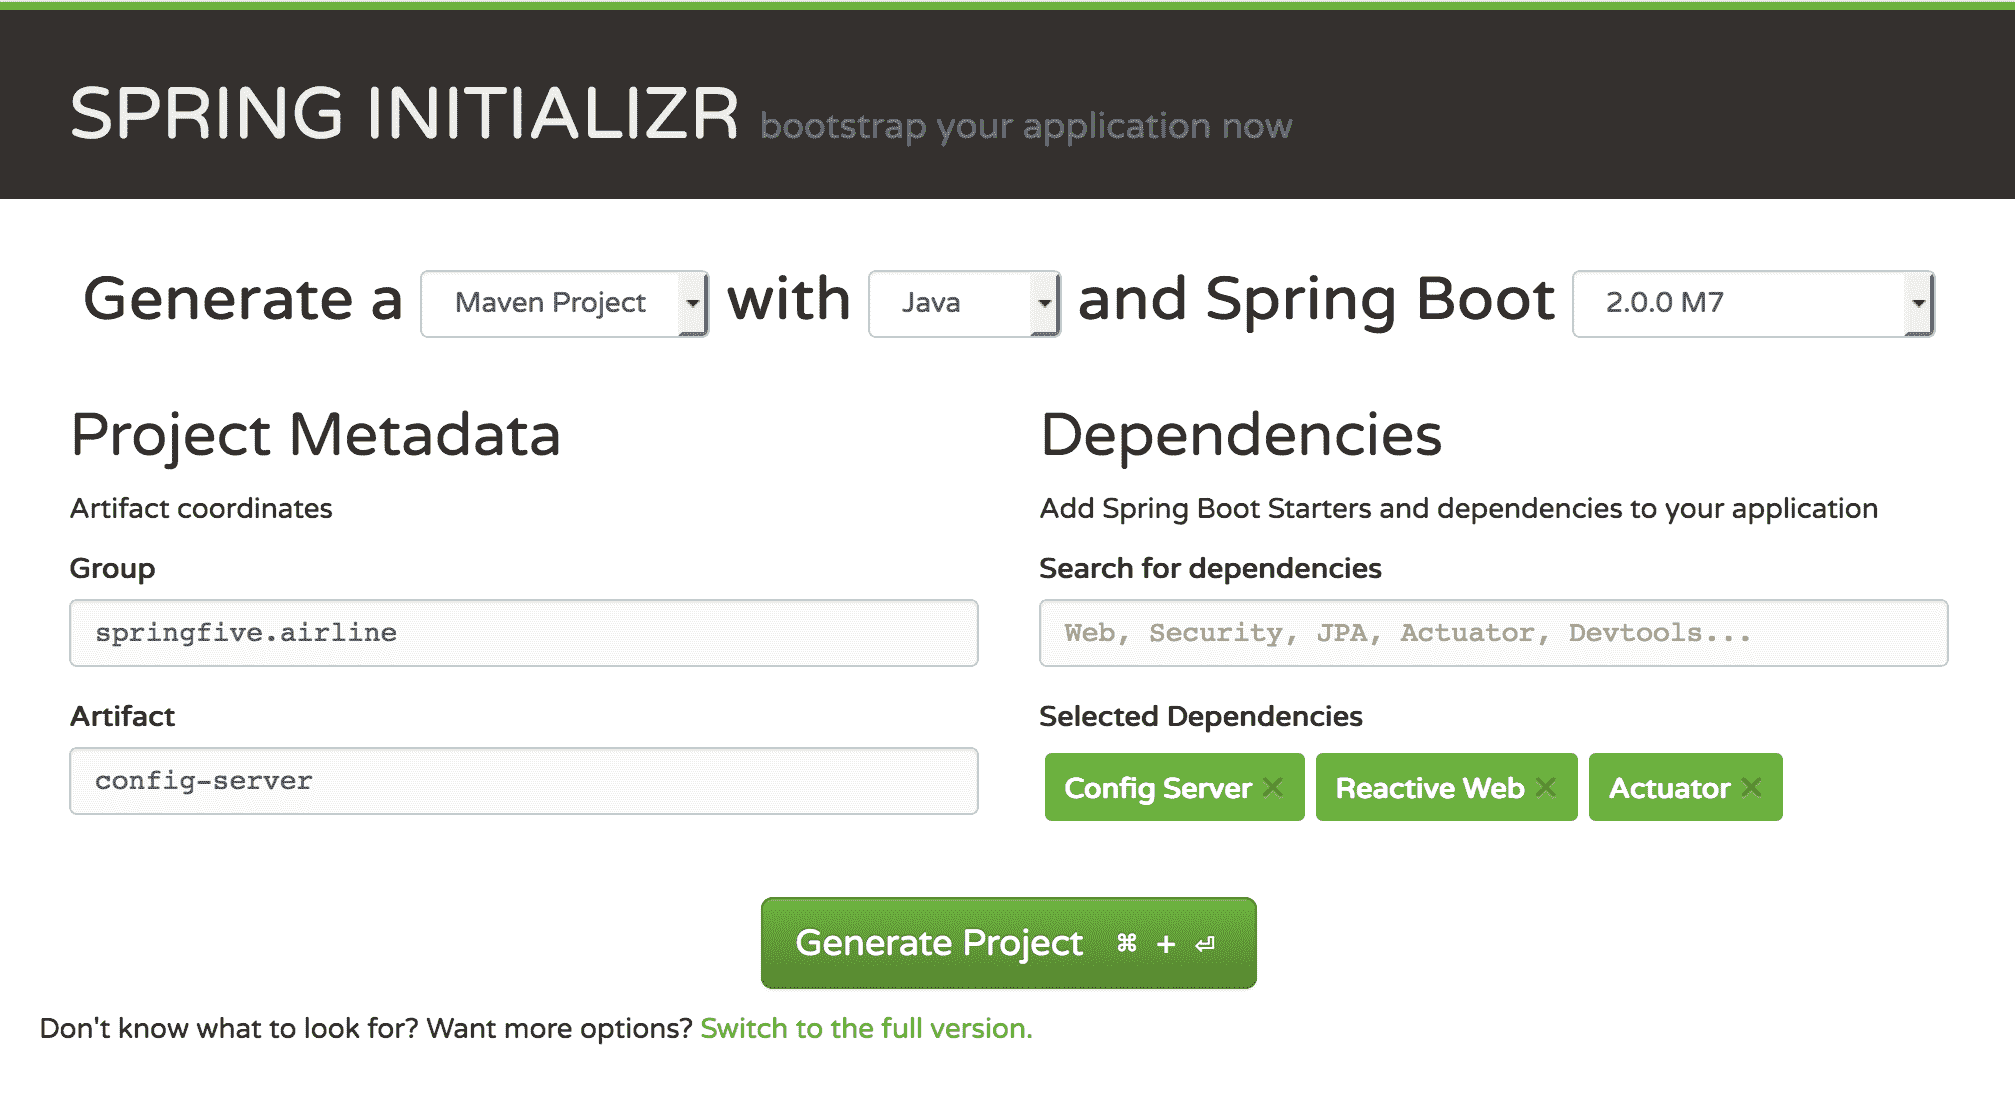 SPRING INITIALIZR bootstrap your application now
Generate a Maven Project with Java and Spring Boot 2.0.0 M7
Project Metadata
Artifact coordinates
Group
springfive.airline
Artifact
config-server
Dependencies
Add Spring Boot Starters and dependencies to your application
Search for dependencies
Web, Security, JPA, Actuator, Devtools...
Selected Dependencies
Config Server × Reactive Web × Actuator ×
Generate Project ⌘ + ⏎
Don't know what to look for? Want more options? Switch to the full version.